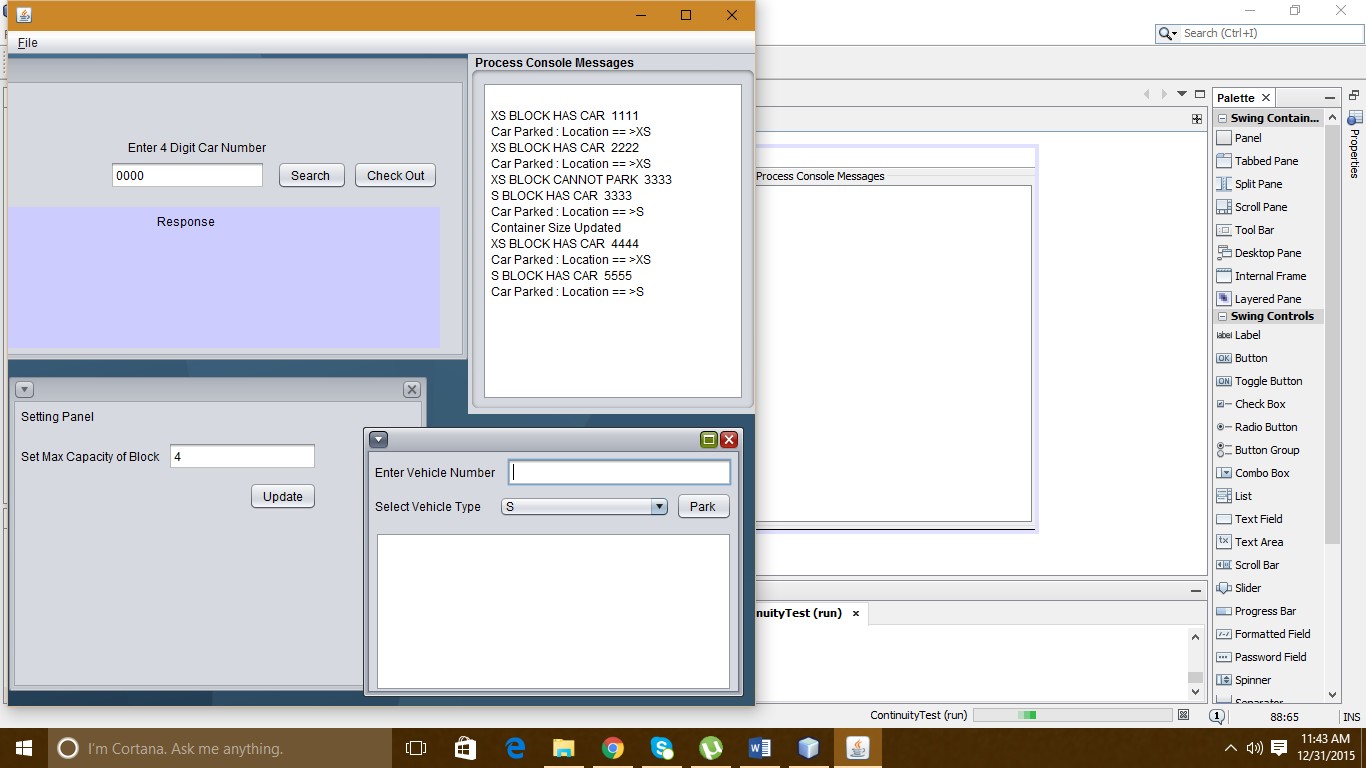 File
Process Console Messages
Enter 4 Digit Car Number
0000
Search
Check Out
Response
XS BLOCK HAS CAR 1111
Car Parked : Location == >XS
XS BLOCK HAS CAR 2222
Car Parked : Location == >XS
XS BLOCK CANNOT PARK 3333
S BLOCK HAS CAR 3333
Car Parked : Location == >S
Container Size Updated
XS BLOCK HAS CAR 4444
Car Parked : Location == >XS
S BLOCK HAS CAR 5555
Car Parked : Location == >S
Setting Panel
Set Max Capacity of Block
4
Update
Enter Vehicle Number
Select Vehicle Type
S
Park
Search (Ctrl+I)
Process Console Messages
nuityTest (run)
Palette
Swing Contain...
Panel
Tabbed Pane
Split Pane
Scroll Pane
Tool Bar
Desktop Pane
Internal Frame
Layered Pane
Swing Controls
label Label
OK Button
ON Toggle Button
Check Box
Radio Button
Button Group
Combo Box
List
Text Field
tx Text Area
Scroll Bar
Slider
Progress Bar
Formatted Field
Password Field
Spinner
Properties
ContinuityTest (run)
1
88:65
INS
I'm Cortana. Ask me anything.
11:43 AM
12/31/2015